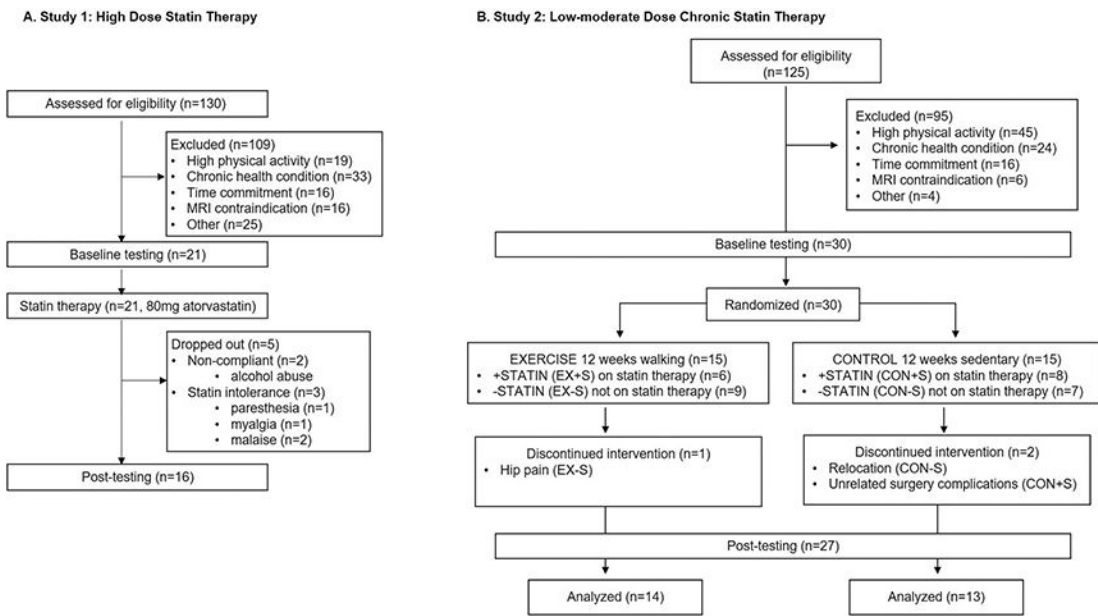 A. Study 1: High Dose Statin Therapy
Assessed for eligibility (n=130)
Excluded (n=109)
• High physical activity (n=19)
• Chronic health condition (n=33)
• Time commitment (n=16)
• MRI contraindication (n=16)
• Other (n=25)
Baseline testing (n=21)
Statin therapy (n=21, 80mg atorvastatin)
Dropped out (n=5)
• Non-compliant (n=2)
• alcohol abuse
• Statin intolerance (n=3)
• paresthesia (n=1)
• myalgia (n=1)
• malaise (n=2)
Post-testing (n=16)
B. Study 2: Low-moderate Dose Chronic Statin Therapy
Assessed for eligibility
(n=125)
Excluded (n=95)
• High physical activity (n=45)
• Chronic health condition (n=24)
• Time commitment (n=16)
• MRI contraindication (n=6)
• Other (n=4)
Baseline testing (n=30)
Randomized (n=30)
EXERCISE 12 weeks walking (n=15)
• +STATIN (EX+S) on statin therapy (n=6)
• -STATIN (EX-S) not on statin therapy (n=9)
CONTROL 12 weeks sedentary (n=15)
• +STATIN (CON+S) on statin therapy (n=8)
• -STATIN (CON-S) not on statin therapy (n=7)
Discontinued intervention (n=1)
• Hip pain (EX-S)
Discontinued intervention (n=2)
• Relocation (CON-S)
• Unrelated surgery complications (CON+S)
Post-testing (n=27)
Analyzed (n=14)
Analyzed (n=13)